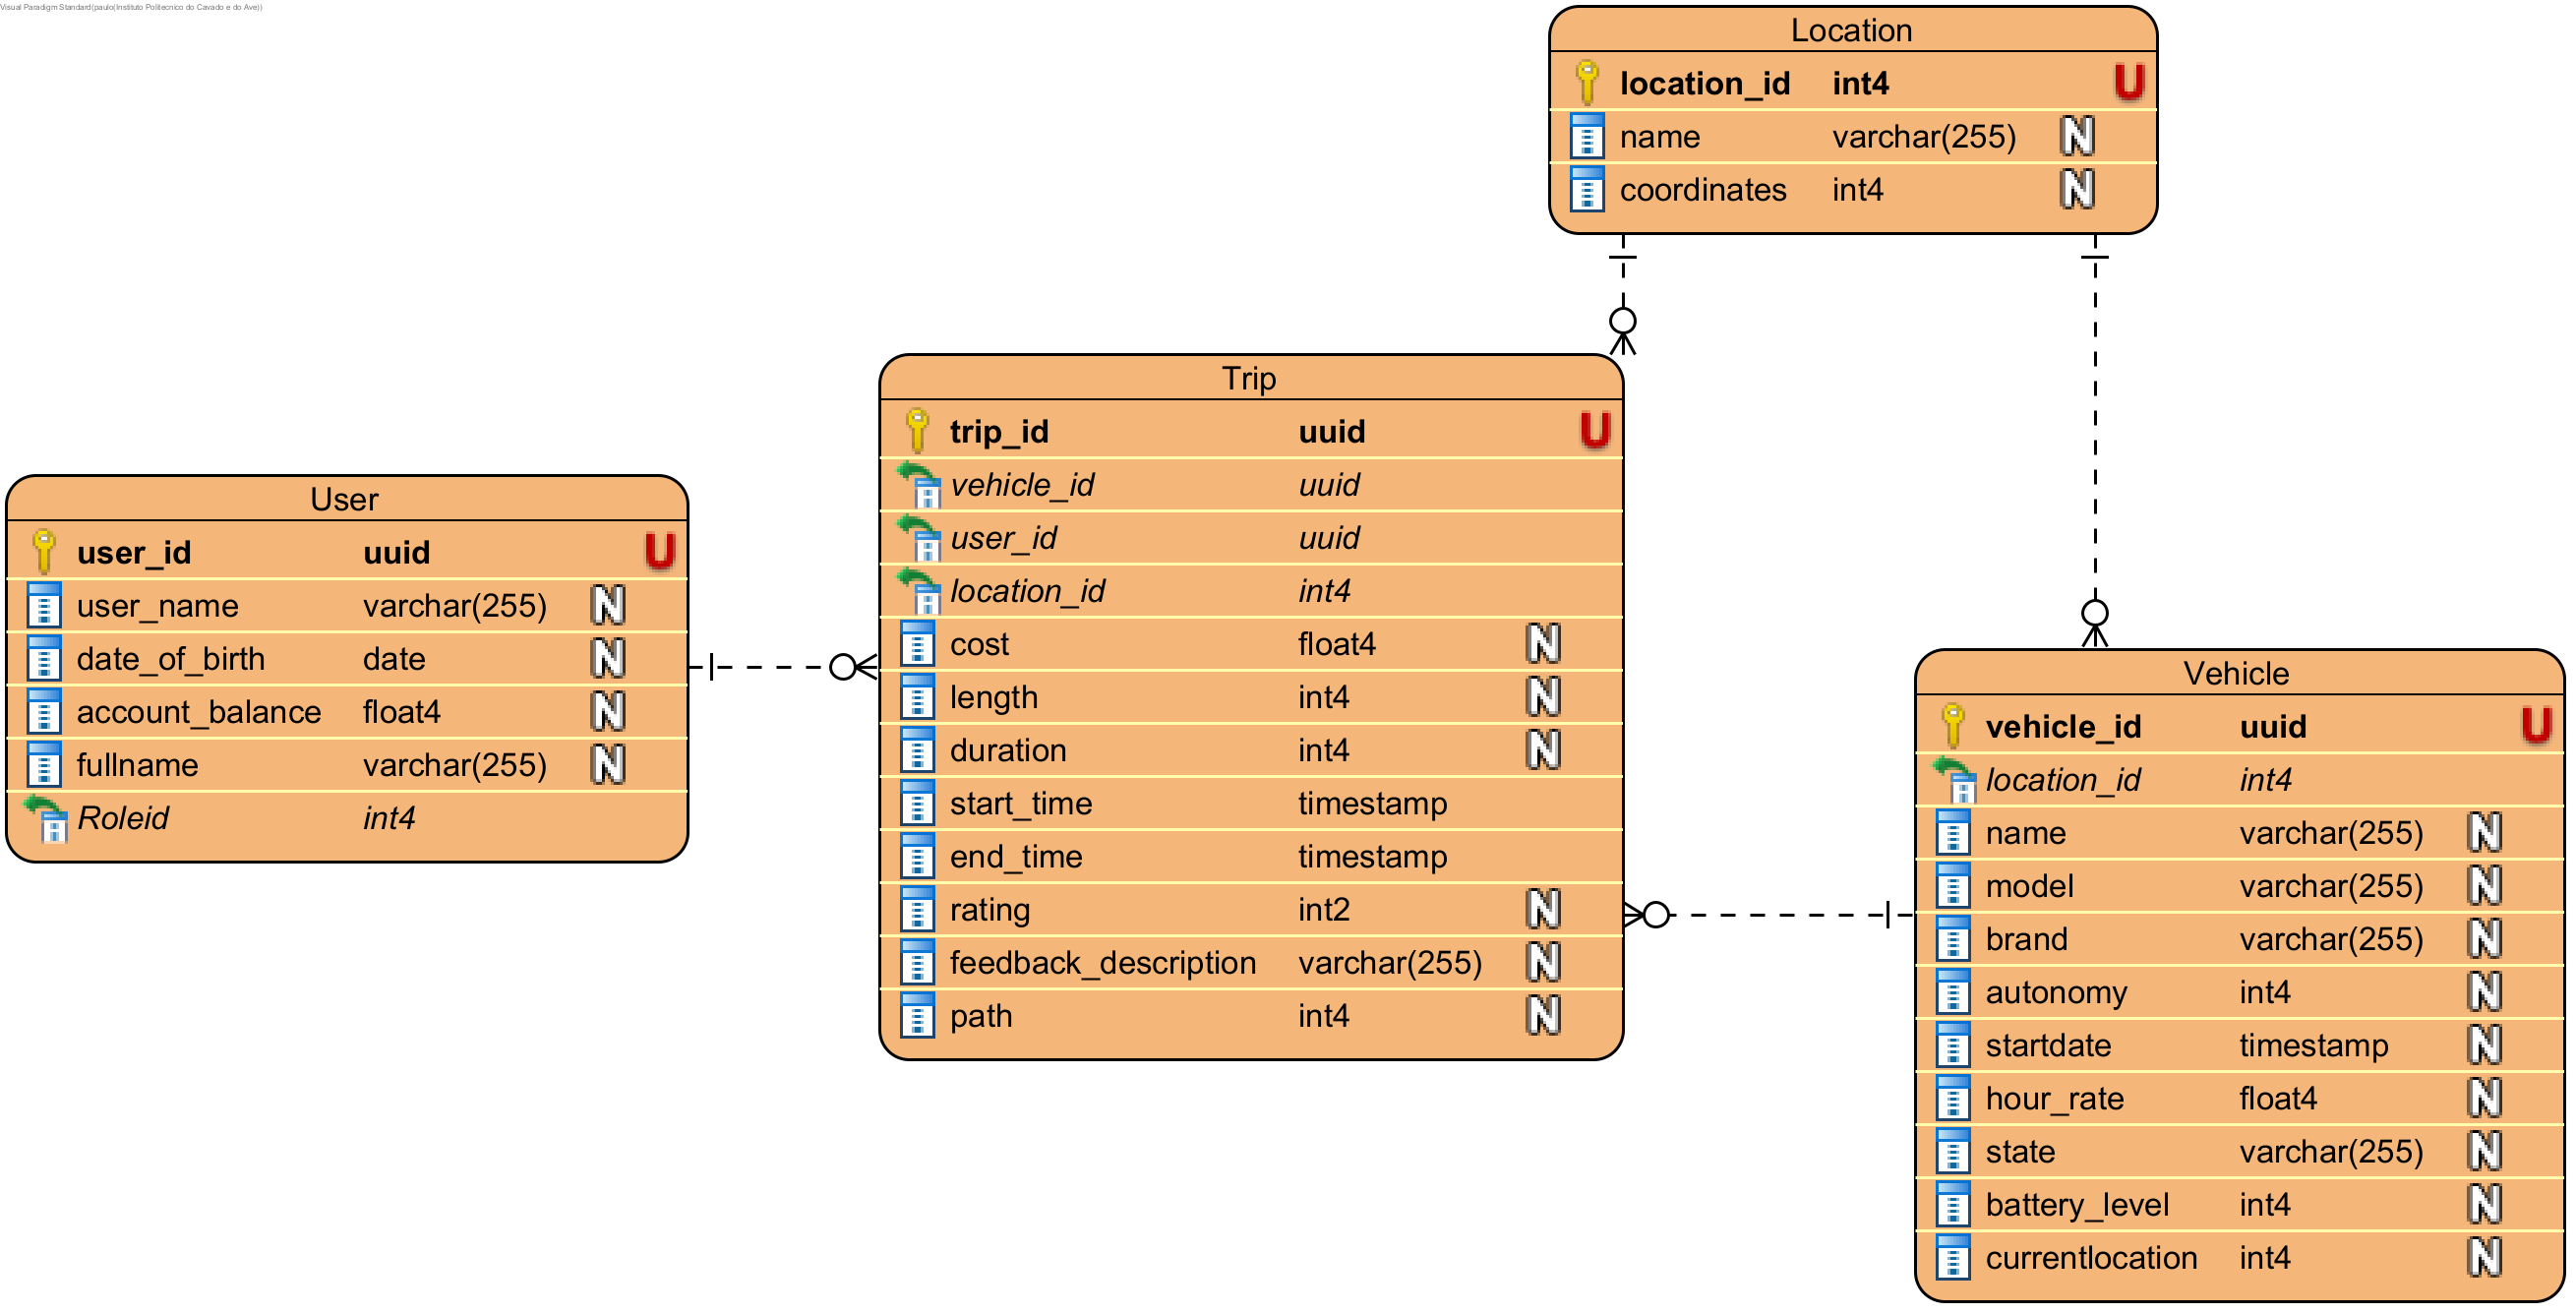 Visual Paradigm Standard(paulo(Instituto Politecnico do Cavado e do Ave))
Location
location_id int4 U
name varchar(255) N
coordinates int4 N
Trip
trip_id uuid U
vehicle_id uuid
user_id uuid
location_id int4
cost float4 N
length int4 N
duration int4 N
start_time timestamp
end_time timestamp
rating int2 N
feedback_description varchar(255) N
path int4 N
User
user_id uuid U
user_name varchar(255) N
date_of_birth date N
account_balance float4 N
fullname varchar(255) N
Roleid int4
Vehicle
vehicle_id uuid U
location_id int4
name varchar(255) N
model varchar(255) N
brand varchar(255) N
autonomy int4 N
startdate timestamp N
hour_rate float4 N
state varchar(255) N
battery_level int4 N
currentlocation int4 N